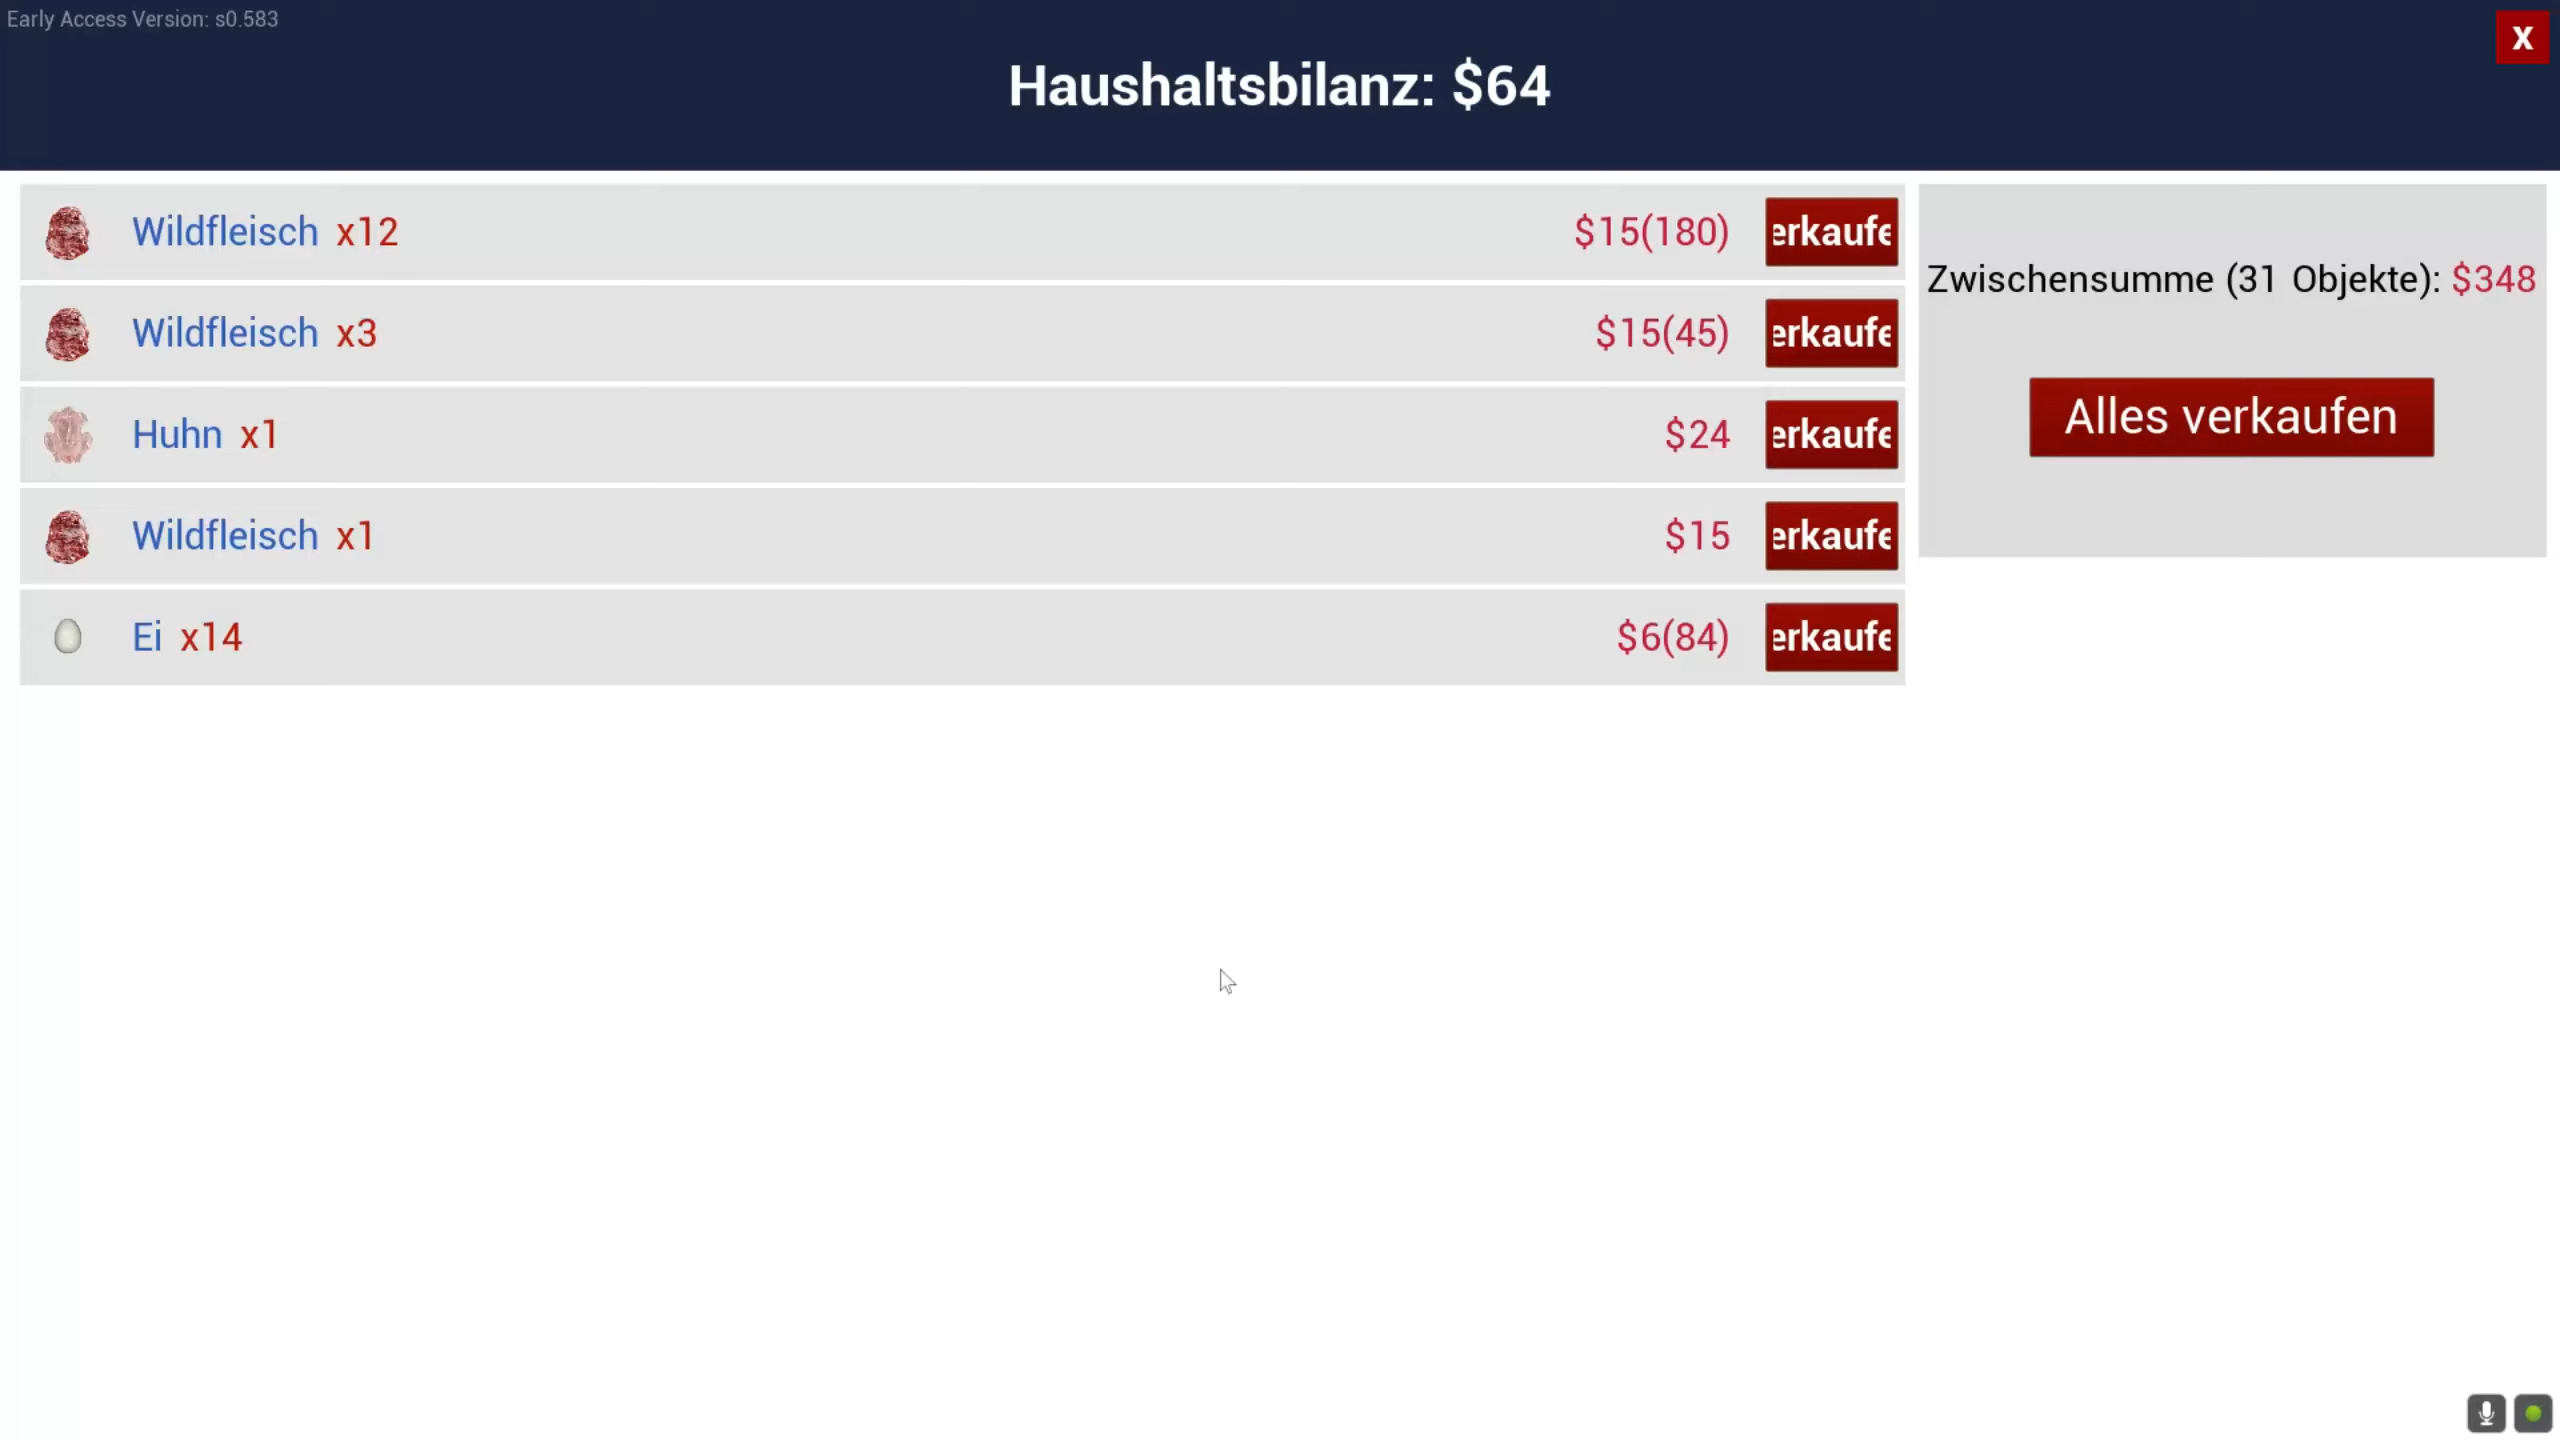 Early Access Version: s0.583
X
Haushaltsbilanz: $64
Wildfleisch x12 $15(180) erkaufe
Wildfleisch x3 $15(45) erkaufe
Huhn x1 $24 erkaufe
Wildfleisch x1 $15 erkaufe
Ei x14 $6(84) erkaufe
Zwischensumme (31 Objekte): $348
Alles verkaufen